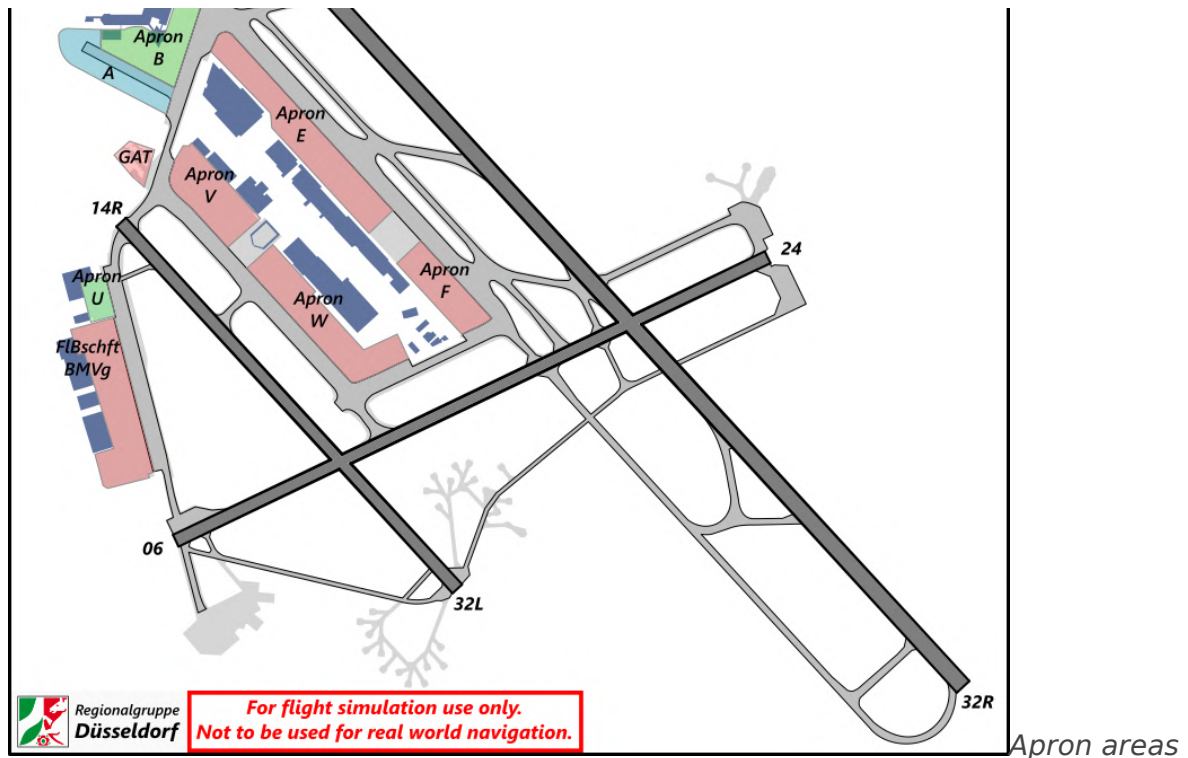 Apron
B
A
Apron
E
GAT
Apron
V
14R
24
Apron
U
Apron
F
Apron
W
FlBschft
BMVg
06
32L
32R
Regionalgruppe
Düsseldorf
For flight simulation use only.
Not to be used for real world navigation.
Apron areas